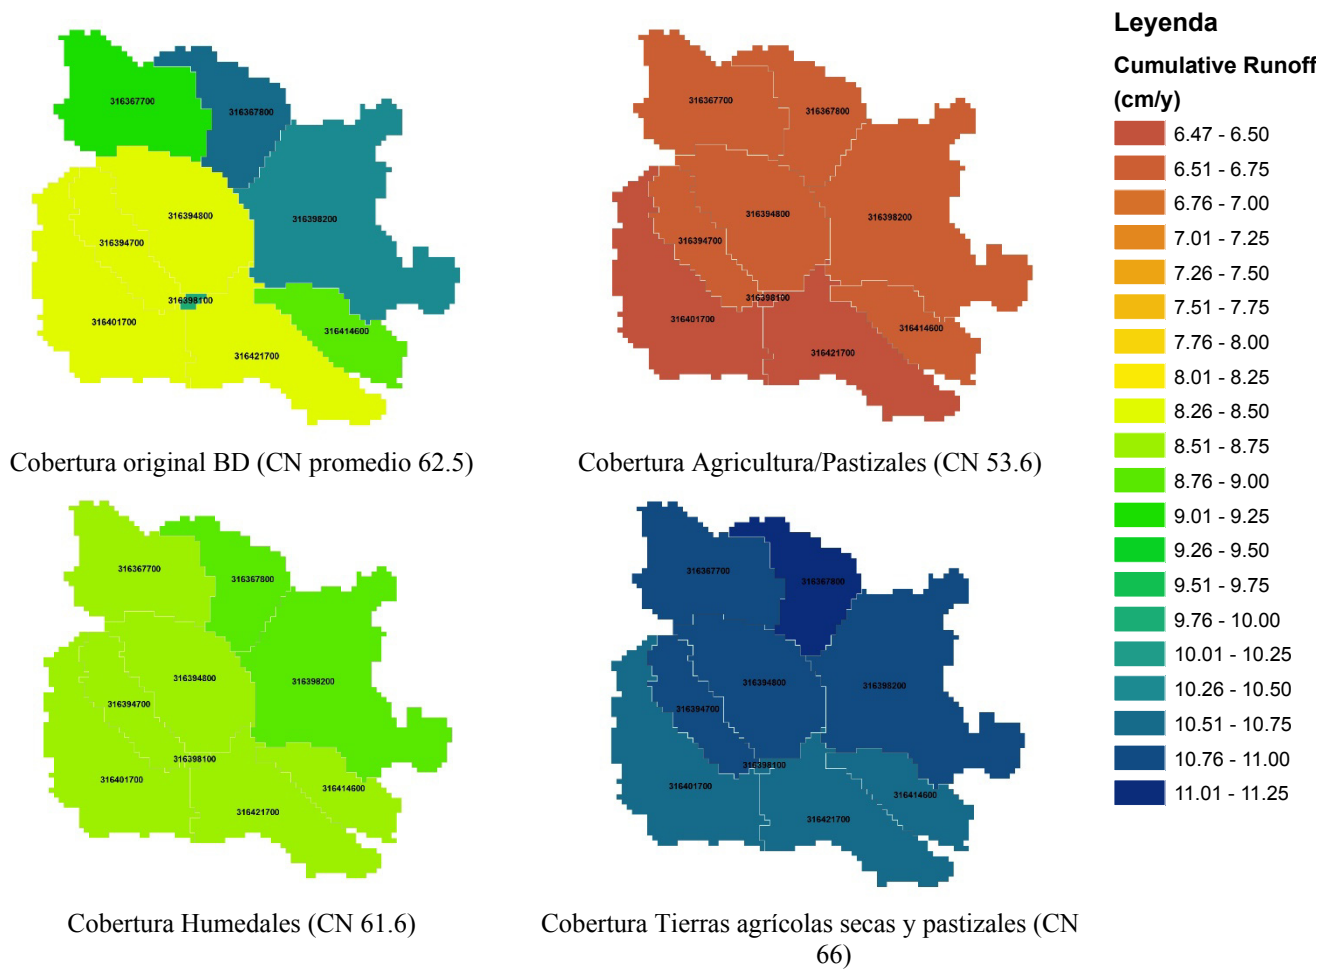 316367700
316367800
316398200
316394800
316394700
316398100
316401700
316414600
316421700
Cobertura original BD (CN promedio 62.5)
316367700
316367800
316398200
316394800
316394700
316398100
316401700
316414600
316421700
Cobertura Agricultura/Pastizales (CN 53.6)
316367700
316367800
316394800
316398200
316394700
316398100
316401700
316414600
316421700
Cobertura Humedales (CN 61.6)
316367700
316367800
316394800
316398200
316394700
316398100
316401700
316414600
316421700
Cobertura Tierras agrícolas secas y pastizales (CN
66)
Leyenda
Cumulative Runoff
(cm/y)
6.47 - 6.50
6.51 - 6.75
6.76 - 7.00
7.01 - 7.25
7.26 - 7.50
7.51 - 7.75
7.76 - 8.00
8.01 - 8.25
8.26 - 8.50
8.51 - 8.75
8.76 - 9.00
9.01 - 9.25
9.26 - 9.50
9.51 - 9.75
9.76 - 10.00
10.01 - 10.25
10.26 - 10.50
10.51 - 10.75
10.76 - 11.00
11.01 - 11.25